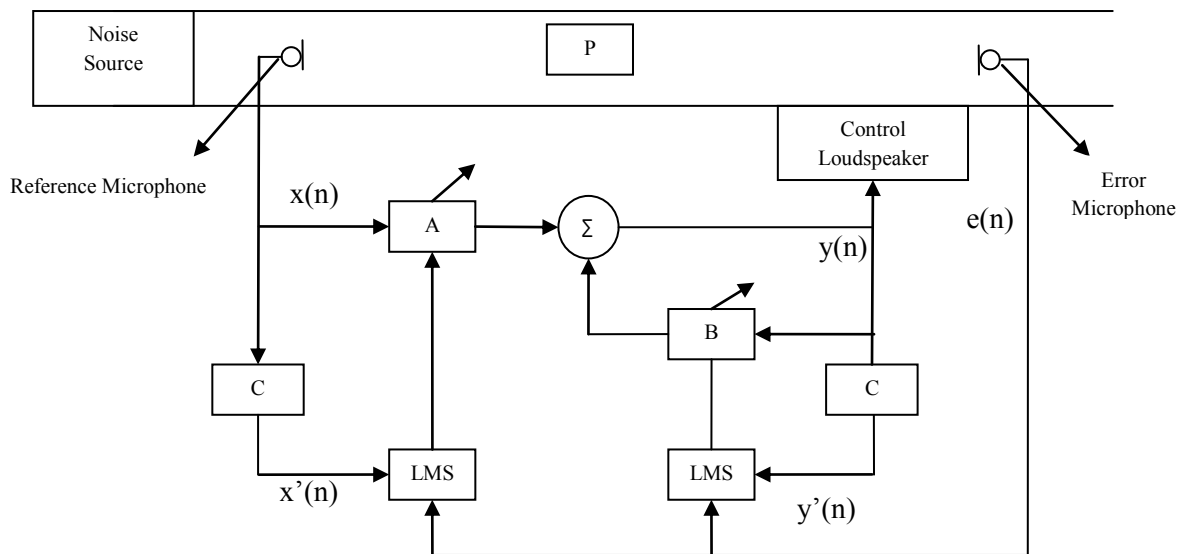 Noise
Source
P
Control
Loudspeaker
Reference Microphone
Error
Microphone
x(n)
A
Σ
y(n)
e(n)
B
C
C
LMS
LMS
x’(n)
y’(n)